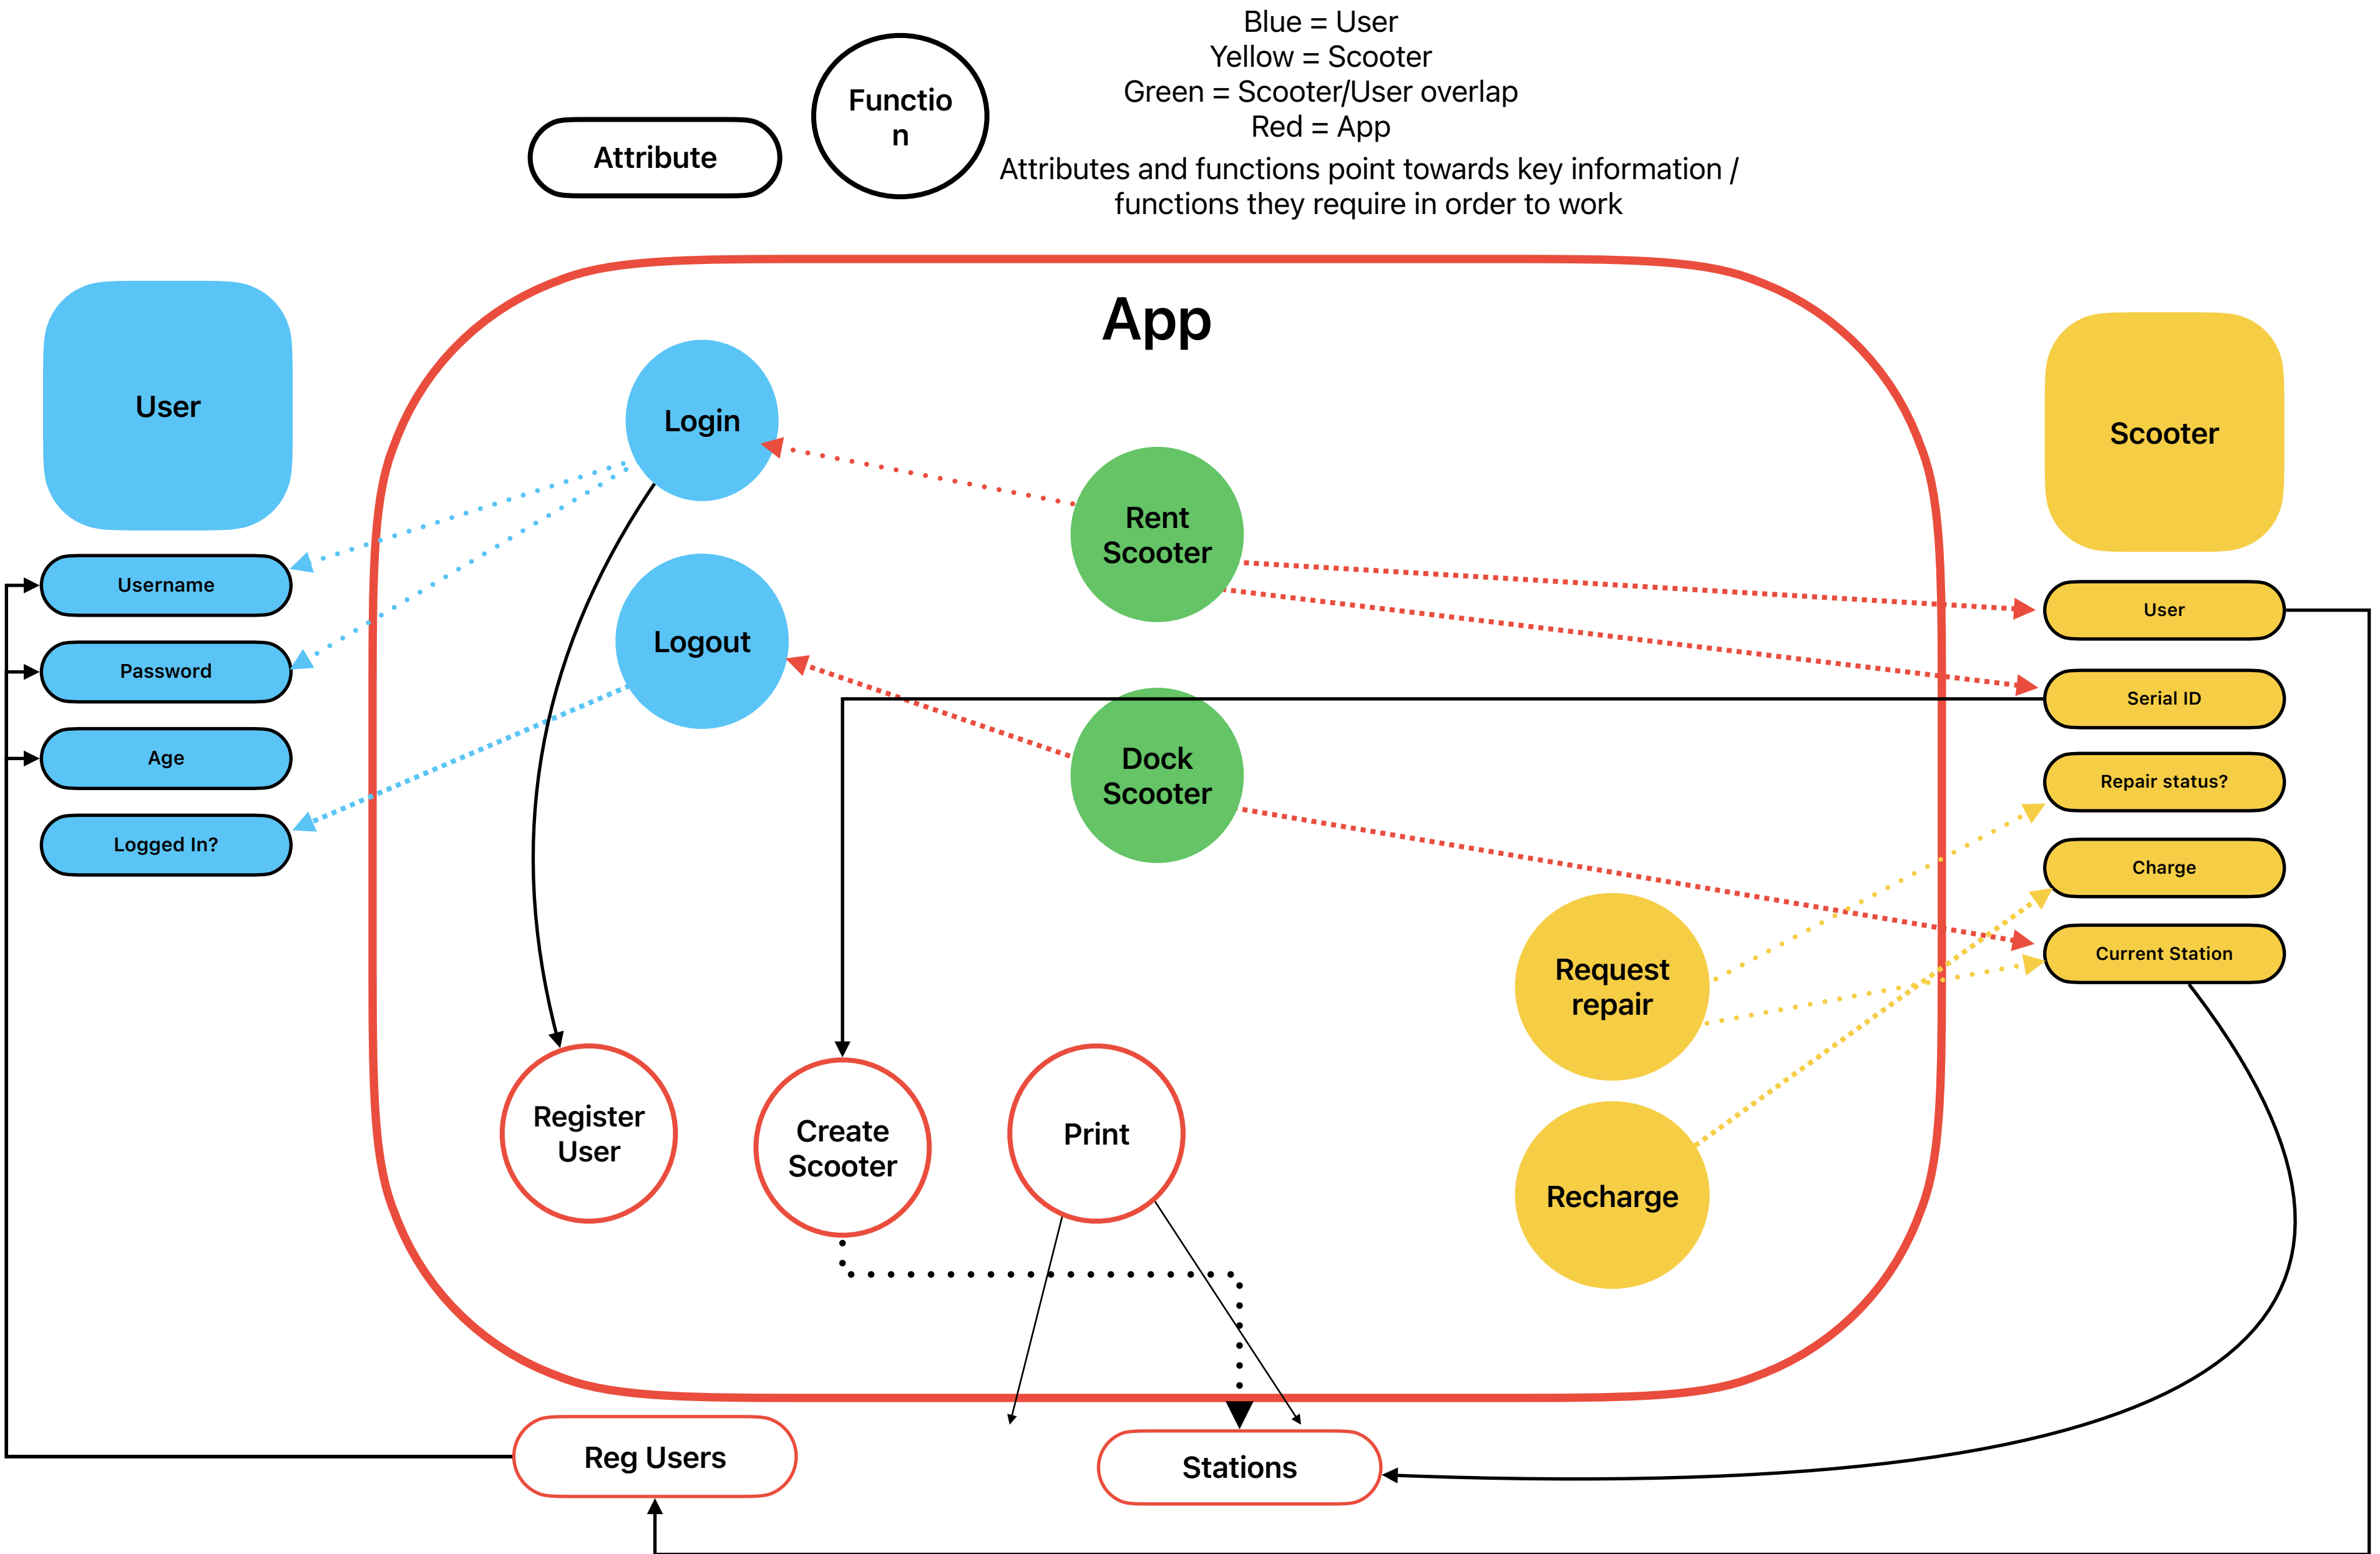 Blue = User
Yellow = Scooter
Green = Scooter/User overlap
Red = App
Attributes and functions point towards key information /
functions they require in order to work
Attribute
Functio
n
App
User
Username
Password
Age
Logged In?
Login
Logout
Rent
Scooter
Dock
Scooter
Request
repair
Recharge
Register
User
Create
Scooter
Print
Scooter
User
Serial ID
Repair status?
Charge
Current Station
Reg Users
Stations